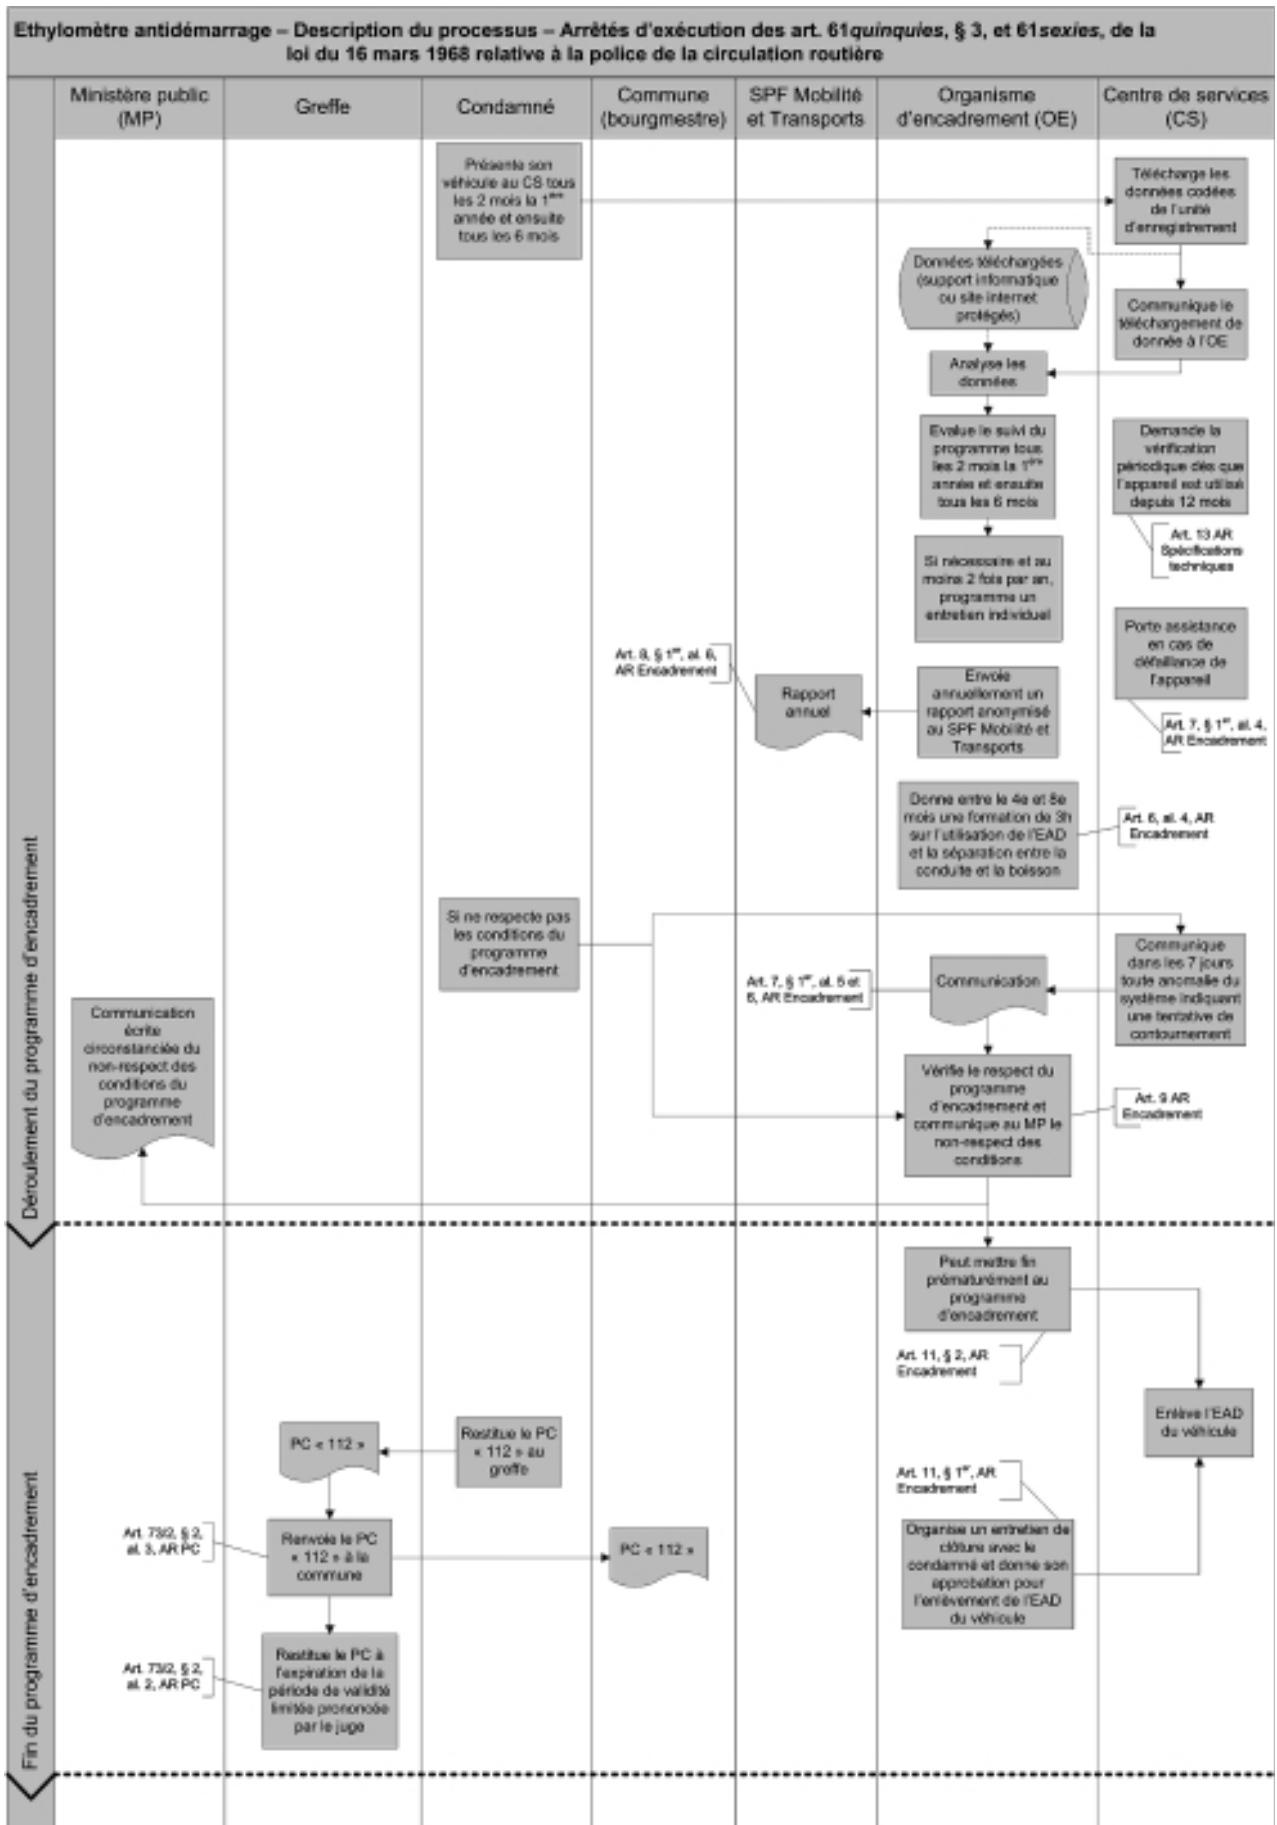 Ethylomètre antidémarrage – Description du processus – Arrêtés d'exécution des art. 61quinquies, § 3, et 61sexies, de la
loi du 16 mars 1968 relative à la police de la circulation routière
Ministère public
(MP)
Greffe
Condamné
Commune
(bourgmestre)
SPF Mobilité
et Transports
Organisme
d'encadrement (OE)
Centre de services
(CS)
Déroulement du programme d'encadrement
Présente son
véhicule au CS tous
les 2 mois la 1ère
année et ensuite
tous les 6 mois
Télécharge les
données codées
de l'unité
d'enregistrement
Données téléchargées
(support informatique
ou site internet
protégés)
Communique le
téléchargement de
donnée à l'OE
Analyse les
données
Evalue le suivi du
programme tous
les 2 mois la 1ère
année et ensuite
tous les 6 mois
Demande la
vérification
périodique dès que
l'appareil est utilisé
depuis 12 mois
Art. 13 AR
Spécifications
techniques
Si nécessaire et au
moins 2 fois par an,
programme un
entretien individuel
Porte assistance
en cas de
défaillance de
l'appareil
Art. 7, § 1er, al. 4,
AR Encadrement
Art. 8, § 1er, al. 6,
AR Encadrement
Rapport
annuel
Envoie
annuellement un
rapport anonymisé
au SPF Mobilité et
Transports
Donne entre le 4e et 8e
mois une formation de 3h
sur l'utilisation de l'EAD
et la séparation entre la
conduite et la boisson
Art. 6, al. 4, AR
Encadrement
Si ne respecte pas
les conditions du
programme
d'encadrement
Communique
dans les 7 jours
toute anomalie du
système indiquant
une tentative de
contournement
Art. 7, § 1er, al. 5 et
6, AR Encadrement
Communication
Communication
écrite
circonstanciée du
non-respect des
conditions du
programme
d'encadrement
Vérifie le respect du
programme
d'encadrement et
communique au MP le
non-respect des
conditions
Art. 9 AR
Encadrement
Fin du programme d'encadrement
Peut mettre fin
prématurément au
programme
d'encadrement
Art. 11, § 2, AR
Encadrement
Enlève l'EAD
du véhicule
PC « 112 »
Restitue le PC
« 112 » au
greffe
Art. 11, § 1er, AR
Encadrement
Art. 73/2, § 2,
al. 3, AR PC
Renvoie le PC
« 112 » à la
commune
PC « 112 »
Organise un entretien de
clôture avec le
condamné et donne son
approbation pour
l'enlèvement de l'EAD
du véhicule
Art. 73/2, § 2,
al. 2, AR PC
Restitue le PC à
l'expiration de la
période de validité
limitée prononcée
par le juge